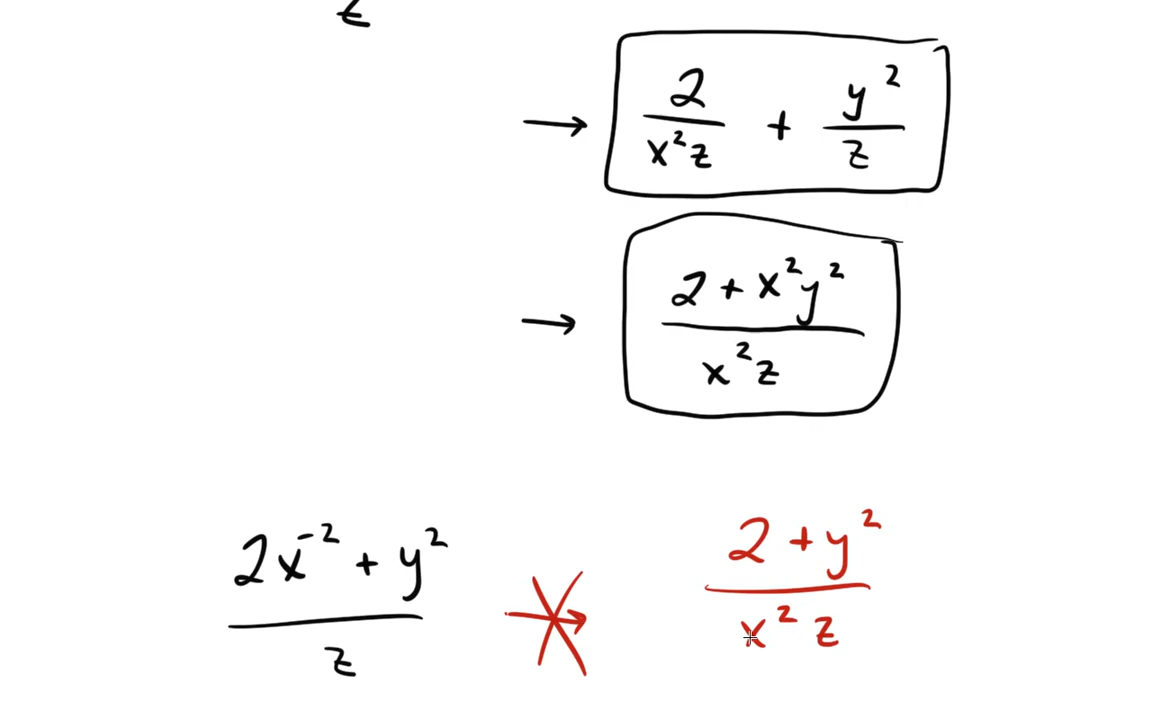 z
→ 2/(x²z) + y²/z
→ (2 + x²y²)/(x²z)
(2x⁻² + y²)/z → (2 + y²)/(x²z)